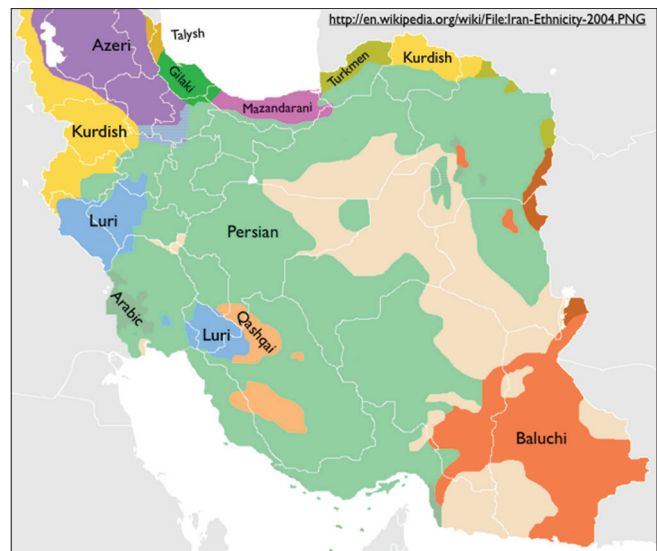 http://en.wikipedia.org/wiki/File:Iran-Ethnicity-2004.PNG
Talysh
Azeri
Gilaki
Turkmen
Kurdish
Mazandarani
Kurdish
Luri
Persian
Arabic
Luri
Qashqai
Baluchi